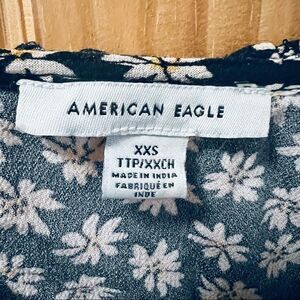 AMERICAN EAGLE
XXS
TTP/XXCH
MADE IN INDIA
FABRIQUÉ EN
INDE